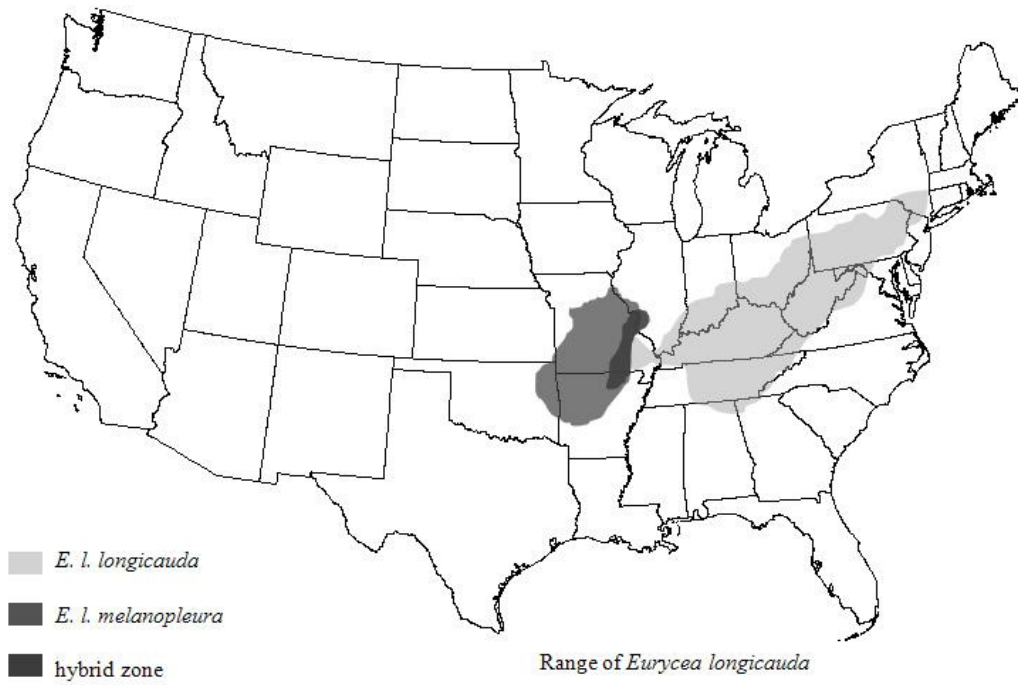 E. l. longicauda
E. l. melanopleura
hybrid zone
Range of Eurycea longicauda